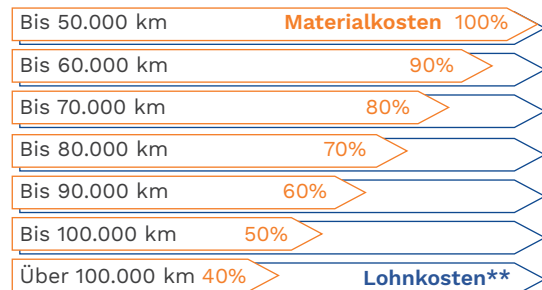 Bis 50.000 km Materialkosten 100%
Bis 60.000 km 90%
Bis 70.000 km 80%
Bis 80.000 km 70%
Bis 90.000 km 60%
Bis 100.000 km 50%
Über 100.000 km 40% Lohnkosten**